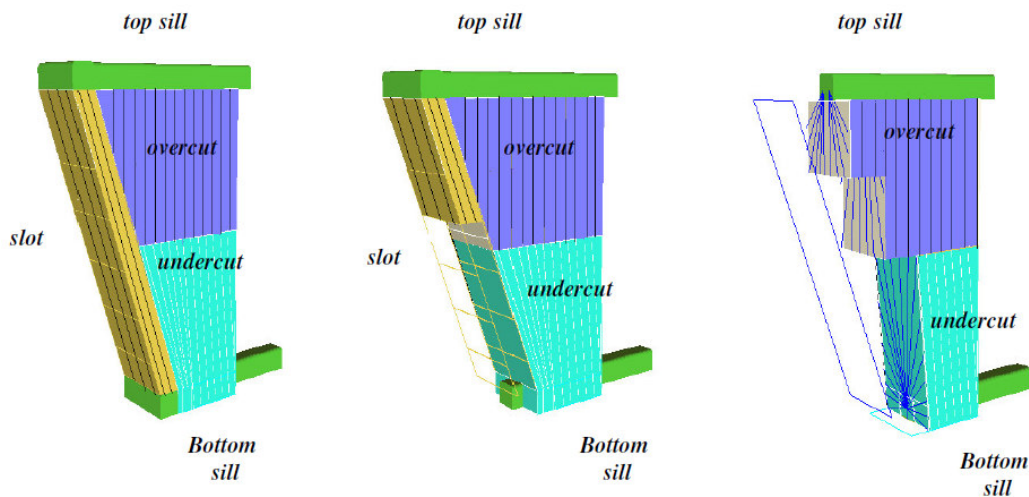 top sill
top sill
top sill
overcut
overcut
overcut
slot
undercut
slot
undercut
undercut
Bottom
sill
Bottom
sill
Bottom
sill